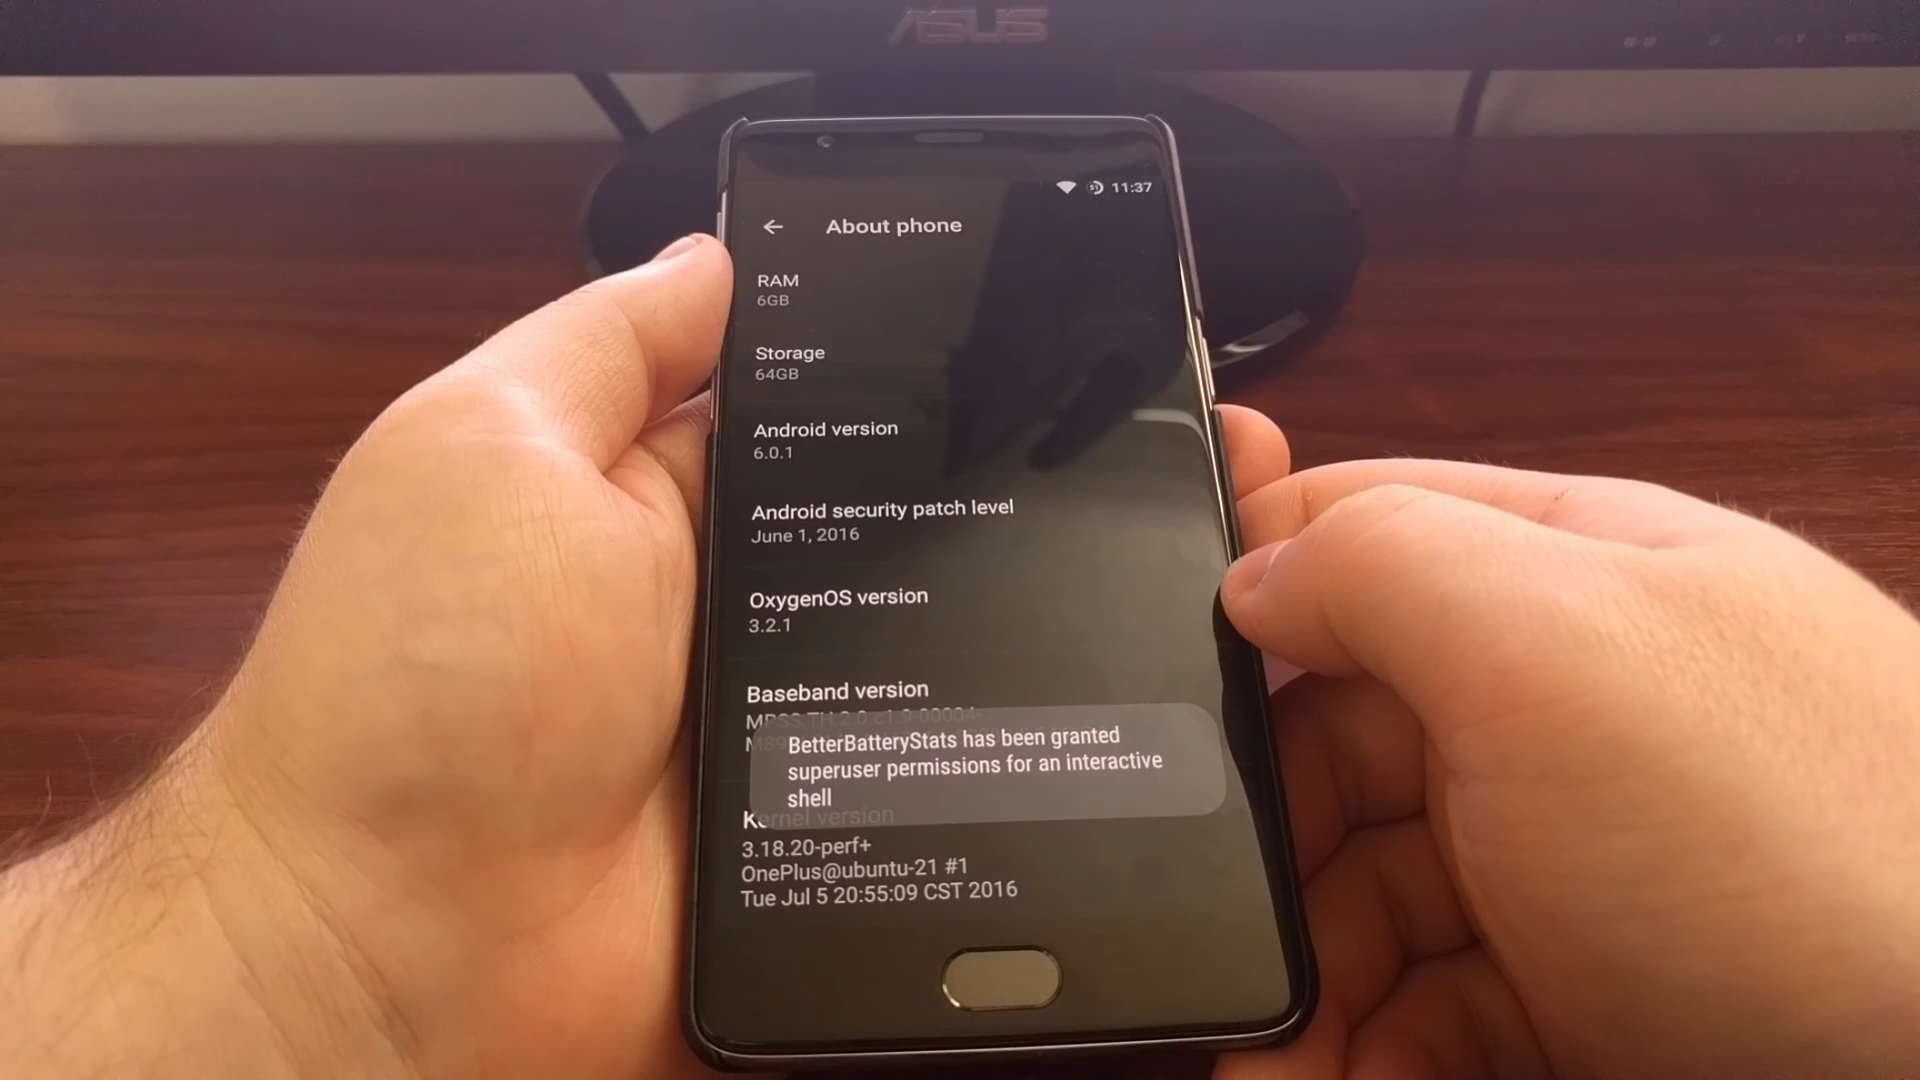 ASUS
11:37
About phone
RAM
6GB
Storage
64GB
Android version
6.0.1
Android security patch level
June 1, 2016
OxygenOS version
3.2.1
Baseband version
BetterBatteryStats has been granted
superuser permissions for an interactive
shell
Kernel version
3.18.20-perf+
OnePlus@ubuntu-21 #1
Tue Jul 5 20:55:09 CST 2016